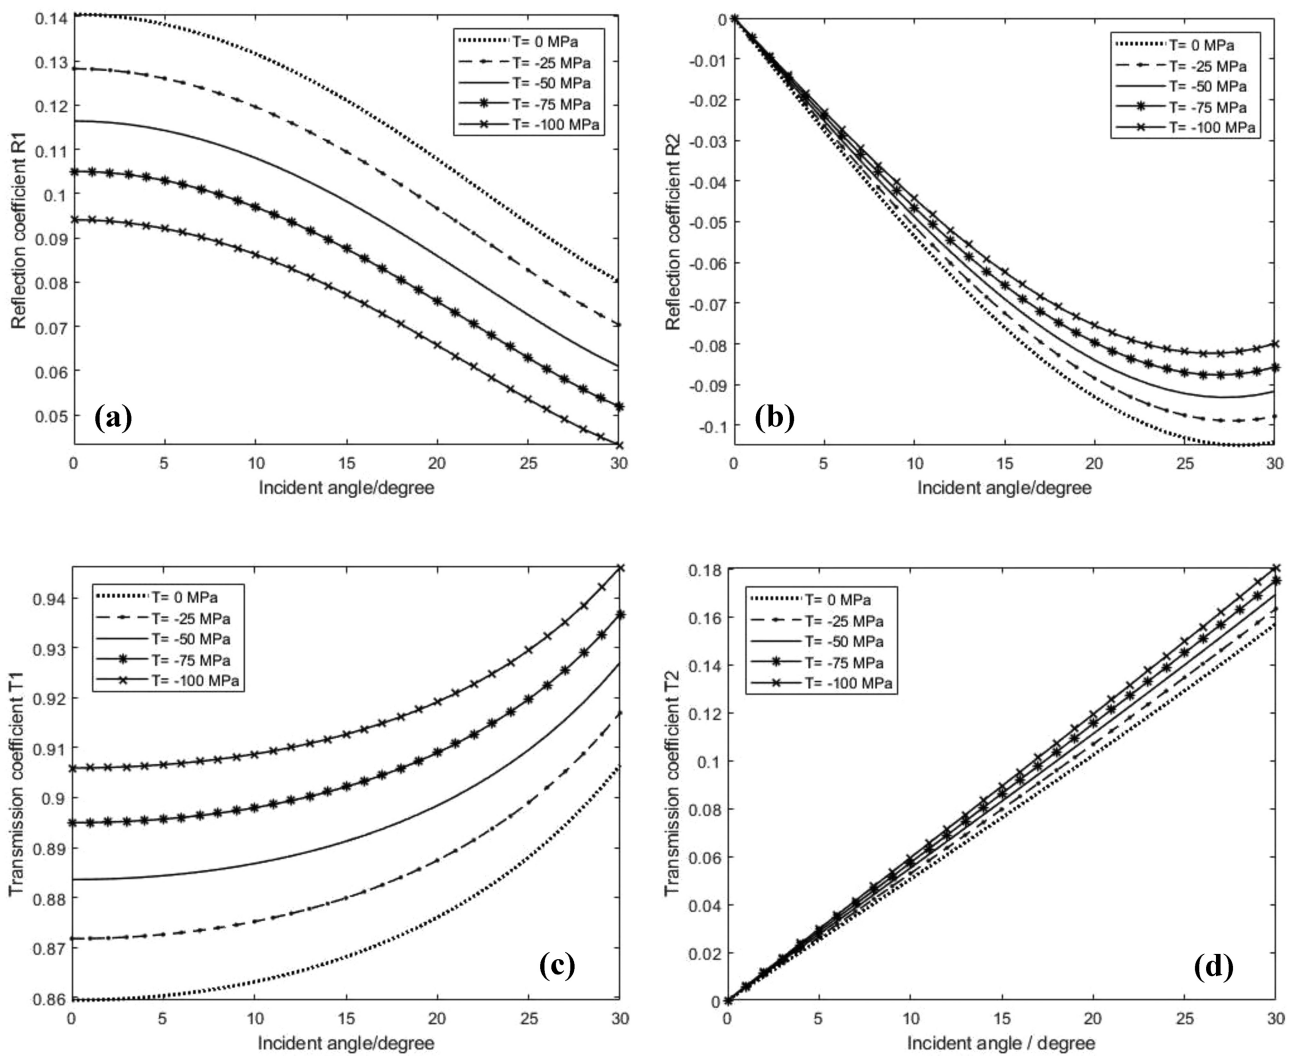 0.14
0.13
0.12
0.11
0.1
0.09
0.08
0.07
0.06
0.05
Reflection coefficient R1
T= 0 MPa
T= -25 MPa
T= -50 MPa
T= -75 MPa
T= -100 MPa
(a)
0 5 10 15 20 25 30
Incident angle/degree
0
-0.01
-0.02
-0.03
-0.04
-0.05
-0.06
-0.07
-0.08
-0.09
-0.1
Reflection coefficient R2
T= 0 MPa
T= -25 MPa
T= -50 MPa
T= -75 MPa
T= -100 MPa
(b)
0 5 10 15 20 25 30
Incident angle/degree
0.94
0.93
0.92
0.91
0.9
0.89
0.88
0.87
0.86
Transmission coefficient T1
T= 0 MPa
T= -25 MPa
T= -50 MPa
T= -75 MPa
T= -100 MPa
(c)
0 5 10 15 20 25 30
Incident angle/degree
0.18
0.16
0.14
0.12
0.1
0.08
0.06
0.04
0.02
0
Transmission coefficient T2
T= 0 MPa
T= -25 MPa
T= -50 MPa
T= -75 MPa
T= -100 MPa
(d)
0 5 10 15 20 25 30
Incident angle / degree